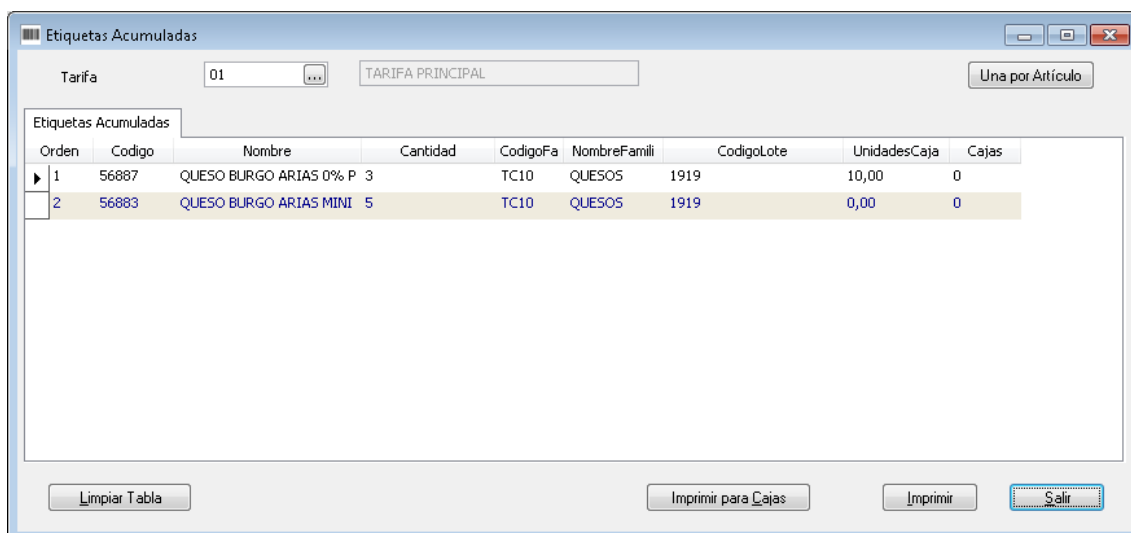 Etiquetas Acumuladas
Tarifa 01 ... TARIFA PRINCIPAL Una por Artículo
Etiquetas Acumuladas
Orden Codigo Nombre Cantidad CodigoFa NombreFamili CodigoLote UnidadesCaja Cajas
1 56887 QUESO BURGO ARIAS 0% P 3 TC10 QUESOS 1919 10,00 0
2 56883 QUESO BURGO ARIAS MINI 5 TC10 QUESOS 1919 0,00 0
Limpiar Tabla Imprimir para Cajas Imprimir Salir